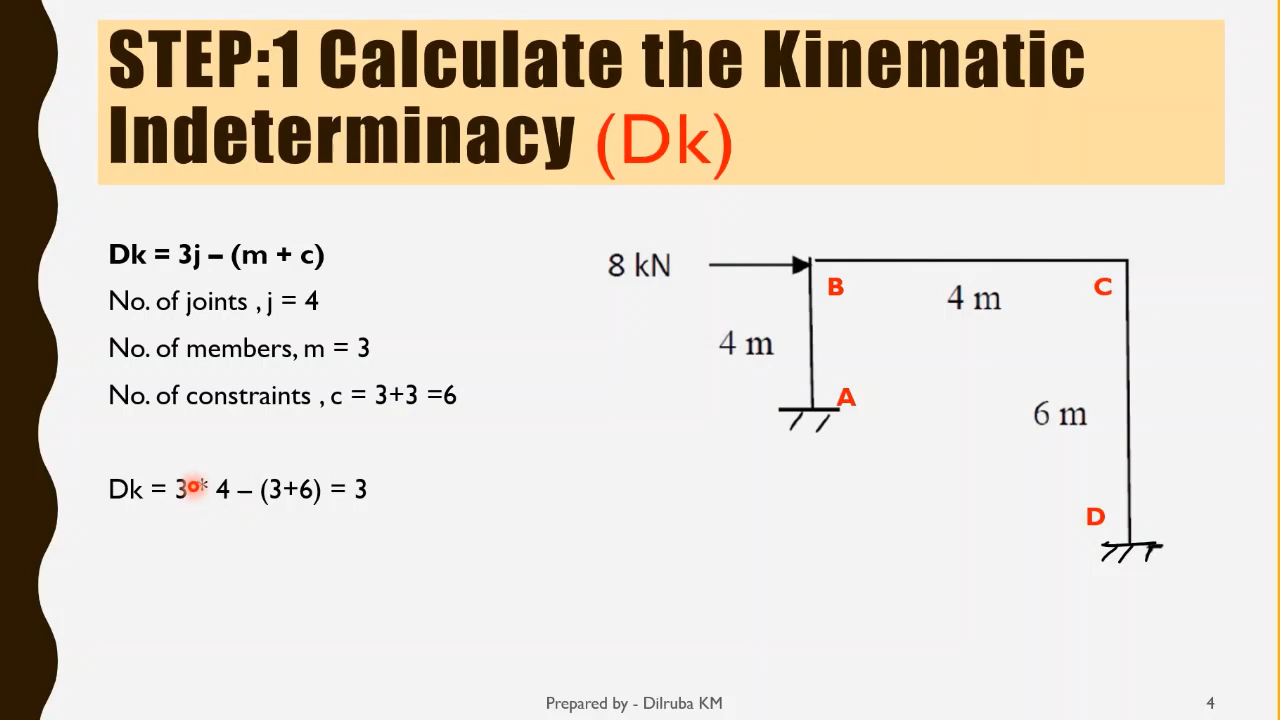 STEP:1 Calculate the Kinematic
Indeterminacy (Dk)
Dk = 3j – (m + c)
No. of joints , j = 4
No. of members, m = 3
No. of constraints , c = 3+3 =6
Dk = 3 * 4 – (3+6) = 3
8 kN
B
4 m
C
4 m
A
6 m
D
Prepared by - Dilruba KM
4